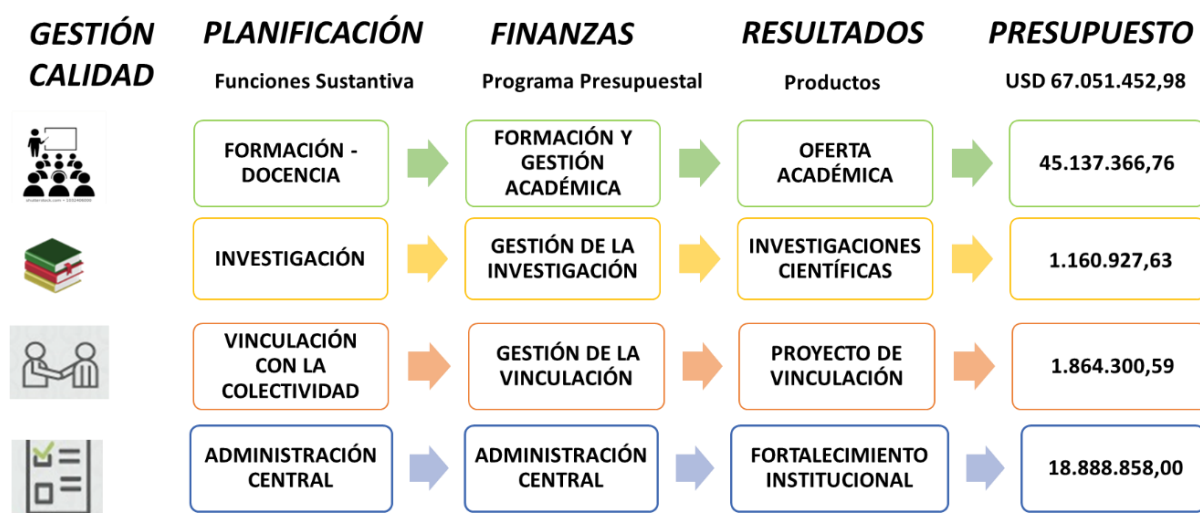 GESTIÓN CALIDAD
PLANIFICACIÓN
FINANZAS
RESULTADOS
PRESUPUESTO
Funciones Sustantiva
Programa Presupuestal
Productos
USD 67.051.452,98
shutterstock.com • 1932488099
FORMACIÓN -
DOCENCIA
FORMACIÓN Y
GESTIÓN
ACADÉMICA
OFERTA
ACADÉMICA
45.137.366,76
INVESTIGACIÓN
GESTIÓN DE LA
INVESTIGACIÓN
INVESTIGACIONES
CIENTÍFICAS
1.160.927,63
VINCULACIÓN
CON LA
COLECTIVIDAD
GESTIÓN DE LA
VINCULACIÓN
PROYECTO DE
VINCULACIÓN
1.864.300,59
ADMINISTRACIÓN
CENTRAL
ADMINISTRACIÓN
CENTRAL
FORTALECIMIENTO
INSTITUCIONAL
18.888.858,00